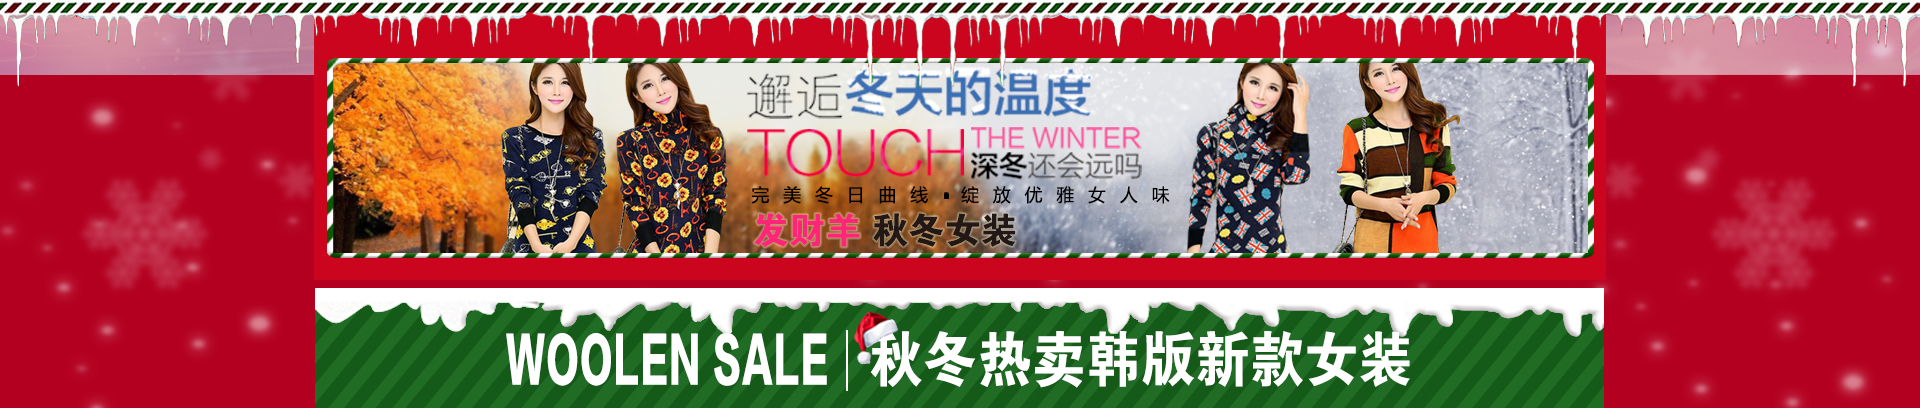 邂逅冬天的温度
TOUCH THE WINTER
深冬还会远吗
完美冬日曲线·绽放优雅女人味
发财羊 秋冬女装
WOOLEN SALE | 秋冬热卖韩版新款女装